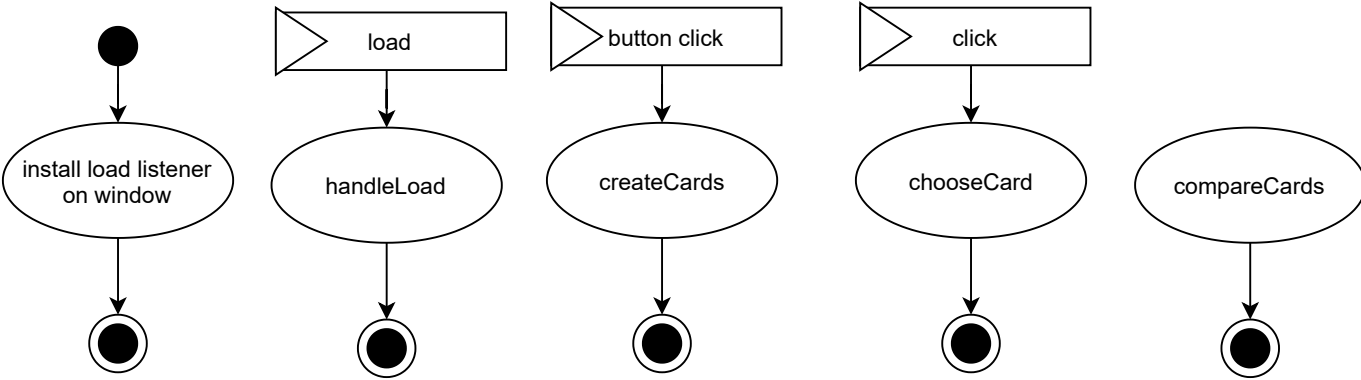 load
button click
click
install load listener
on window
handleLoad
createCards
chooseCard
compareCards